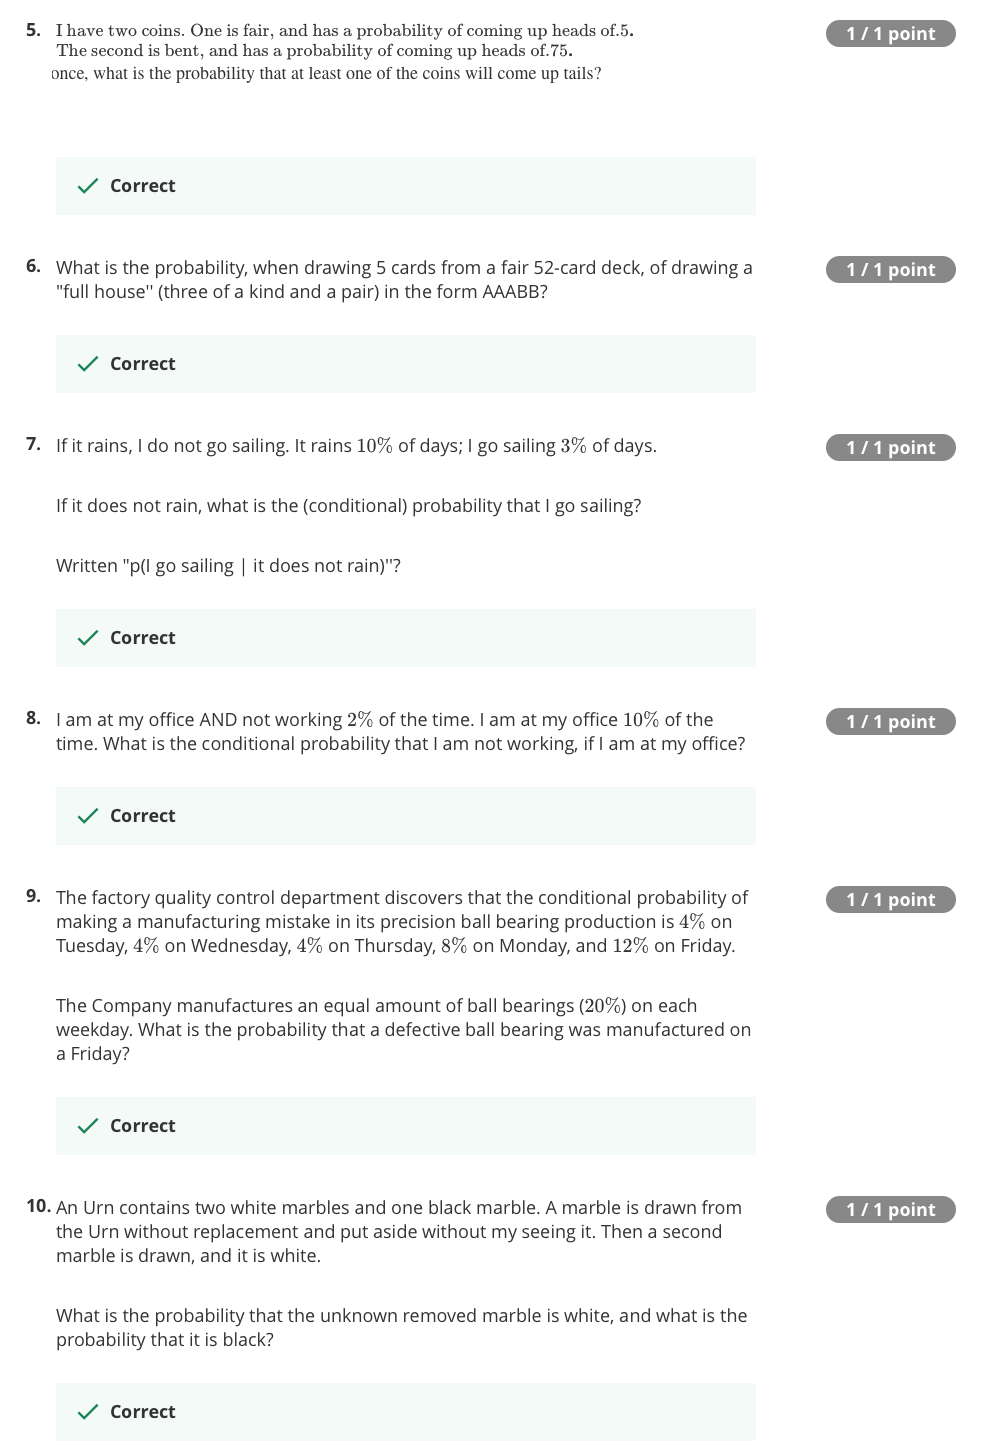 5. I have two coins. One is fair, and has a probability of coming up heads of.5. 1 / 1 point
The second is bent, and has a probability of coming up heads of.75.
once, what is the probability that at least one of the coins will come up tails?
Correct
6. What is the probability, when drawing 5 cards from a fair 52-card deck, of drawing a 1 / 1 point
"full house'' (three of a kind and a pair) in the form AAABB?
Correct
7. If it rains, I do not go sailing. It rains 10% of days; I go sailing 3% of days. 1 / 1 point
If it does not rain, what is the (conditional) probability that I go sailing?
Written "p(I go sailing | it does not rain)''?
Correct
8. I am at my office AND not working 2% of the time. I am at my office 10% of the 1 / 1 point
time. What is the conditional probability that I am not working, if I am at my office?
Correct
9. The factory quality control department discovers that the conditional probability of 1 / 1 point
making a manufacturing mistake in its precision ball bearing production is 4% on
Tuesday, 4% on Wednesday, 4% on Thursday, 8% on Monday, and 12% on Friday.
The Company manufactures an equal amount of ball bearings (20%) on each
weekday. What is the probability that a defective ball bearing was manufactured on
a Friday?
Correct
10. An Urn contains two white marbles and one black marble. A marble is drawn from 1 / 1 point
the Urn without replacement and put aside without my seeing it. Then a second
marble is drawn, and it is white.
What is the probability that the unknown removed marble is white, and what is the
probability that it is black?
Correct